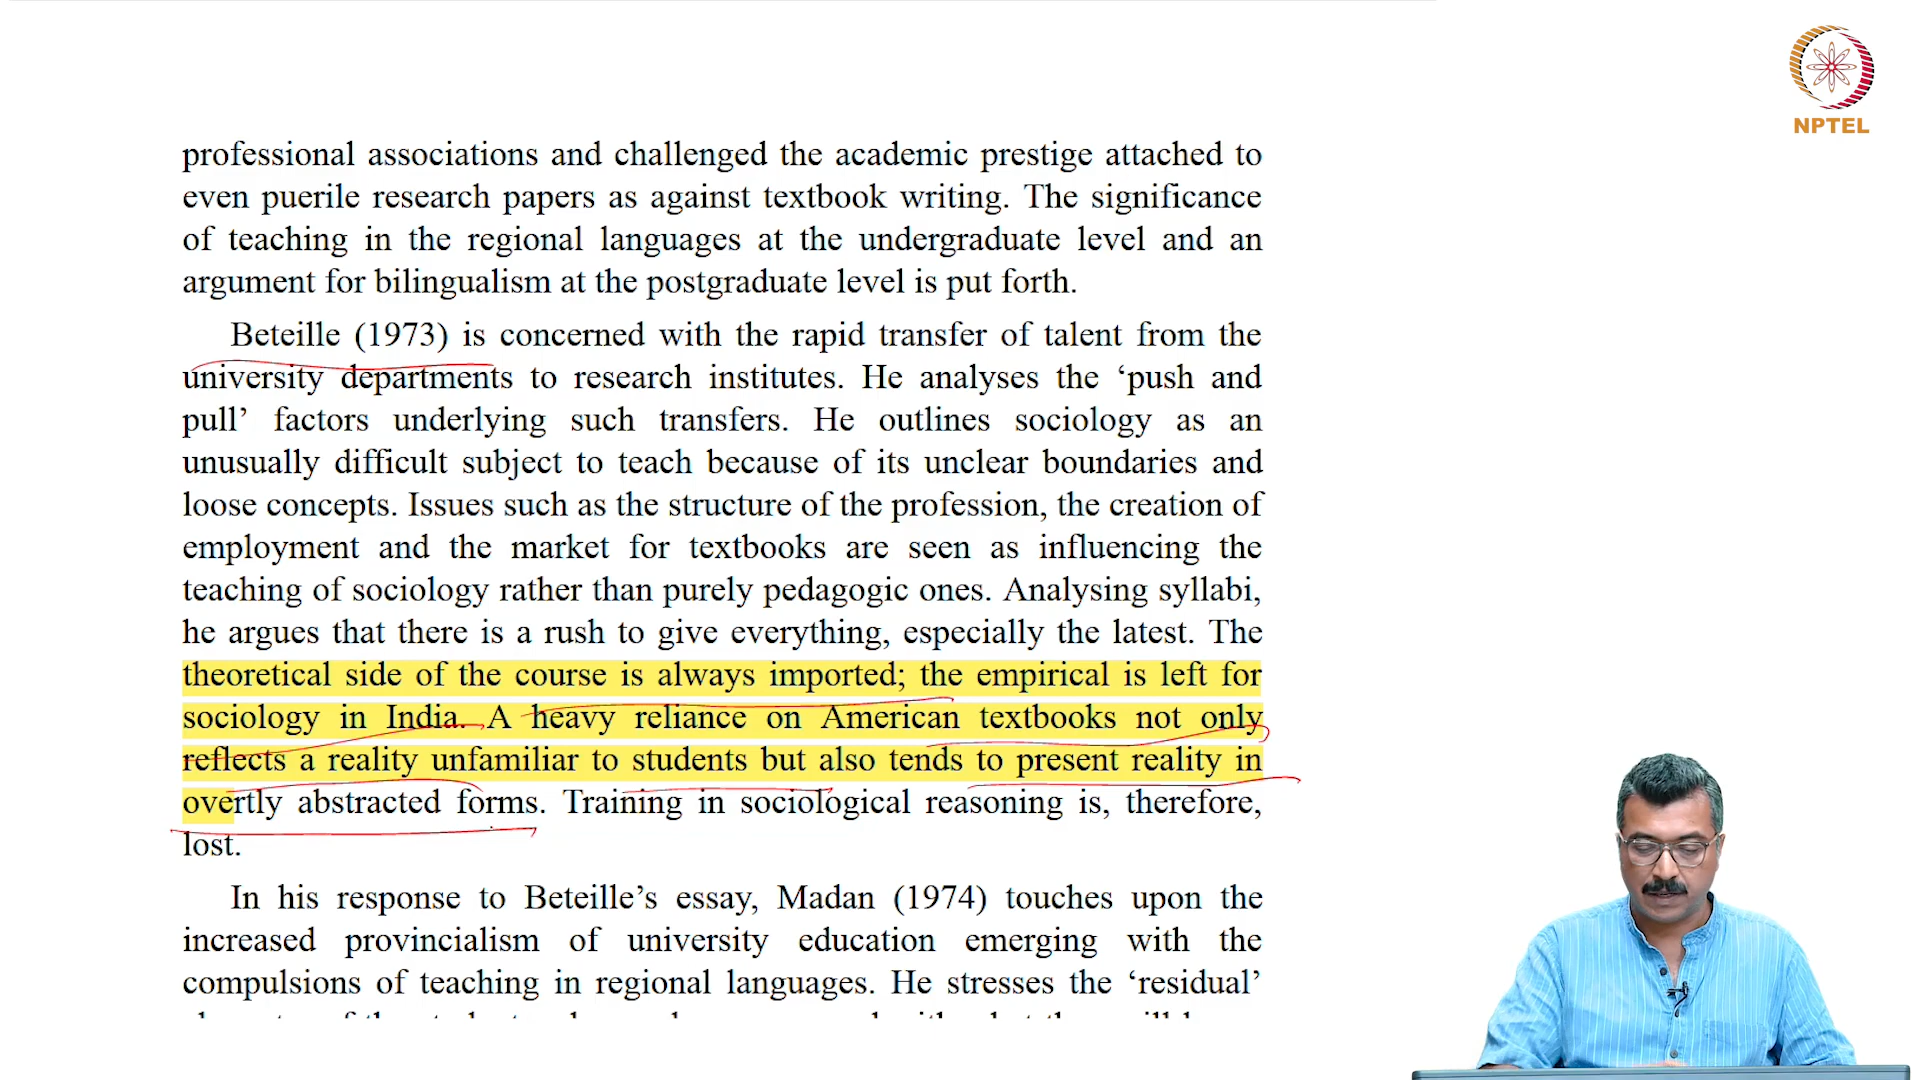 NPTEL
professional associations and challenged the academic prestige attached to
even puerile research papers as against textbook writing. The significance
of teaching in the regional languages at the undergraduate level and an
argument for bilingualism at the postgraduate level is put forth.
Beteille (1973) is concerned with the rapid transfer of talent from the
university departments to research institutes. He analyses the ‘push and
pull’ factors underlying such transfers. He outlines sociology as an
unusually difficult subject to teach because of its unclear boundaries and
loose concepts. Issues such as the structure of the profession, the creation of
employment and the market for textbooks are seen as influencing the
teaching of sociology rather than purely pedagogic ones. Analysing syllabi,
he argues that there is a rush to give everything, especially the latest. The
theoretical side of the course is always imported; the empirical is left for
sociology in India. A heavy reliance on American textbooks not only
reflects a reality unfamiliar to students but also tends to present reality in
overtly abstracted forms. Training in sociological reasoning is, therefore,
lost.
In his response to Beteille’s essay, Madan (1974) touches upon the
increased provincialism of university education emerging with the
compulsions of teaching in regional languages. He stresses the ‘residual’